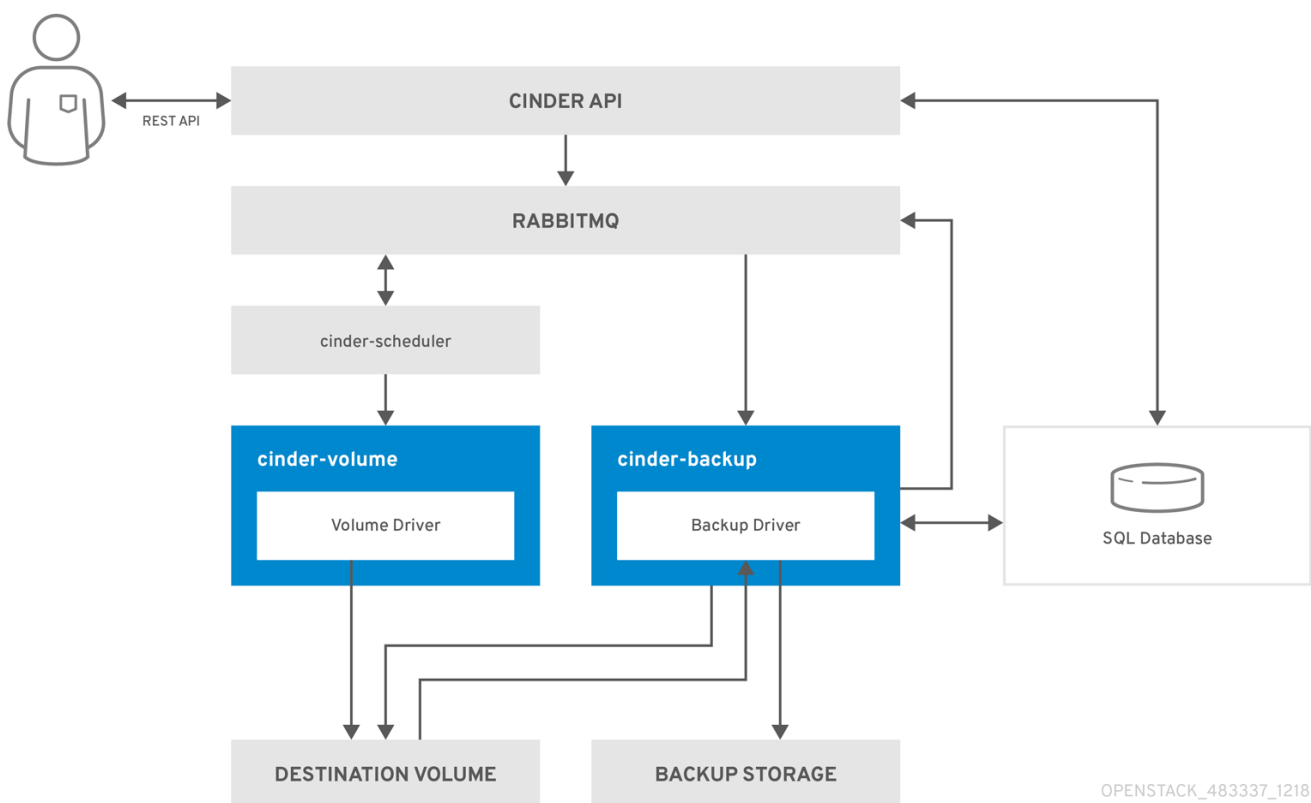 CINDER API
REST API
RABBITMQ
cinder-scheduler
cinder-volume
cinder-backup
Volume Driver
Backup Driver
SQL Database
DESTINATION VOLUME
BACKUP STORAGE
OPENSTACK_483337_1218